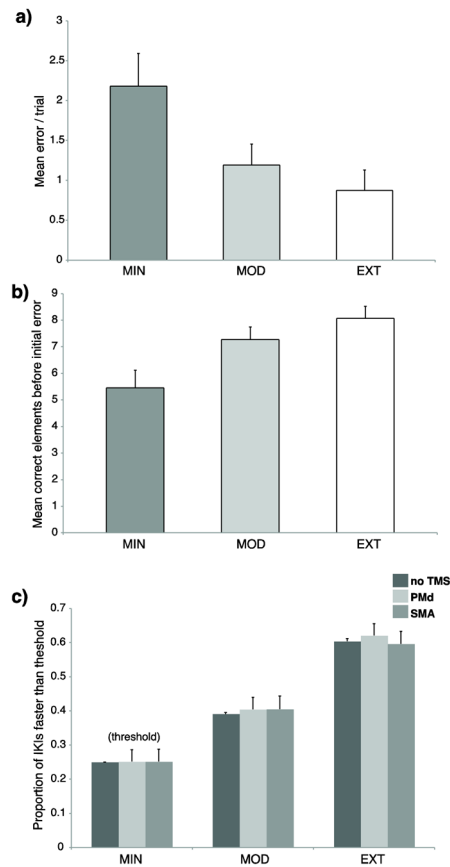 a)
Mean error / trial
3
2.5
2
1.5
1
0.5
0
MIN MOD EXT
b)
Mean correct elements before initial error
9
8
7
6
5
4
3
2
1
0
MIN MOD EXT
c)
no TMS
PMd
SMA
Proportion of IKIs faster than theshold
0.7
0.6
0.5
0.4
0.3
0.2
0.1
0
(threshold)
MIN MOD EXT